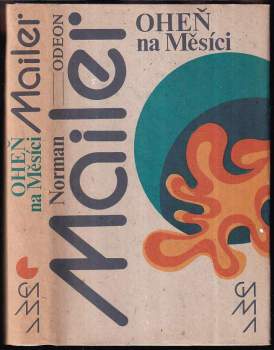 OHEŇ
na Měsíci
Mailer
GAMA
OHEŇ
na Měsíci
Norman
ODEON
Mailer
GAMA